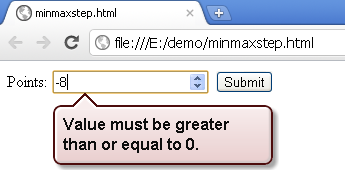 minmaxstep.html
file:///E:/demo/minmaxstep.html
Points: -8 Submit
Value must be greater
than or equal to 0.